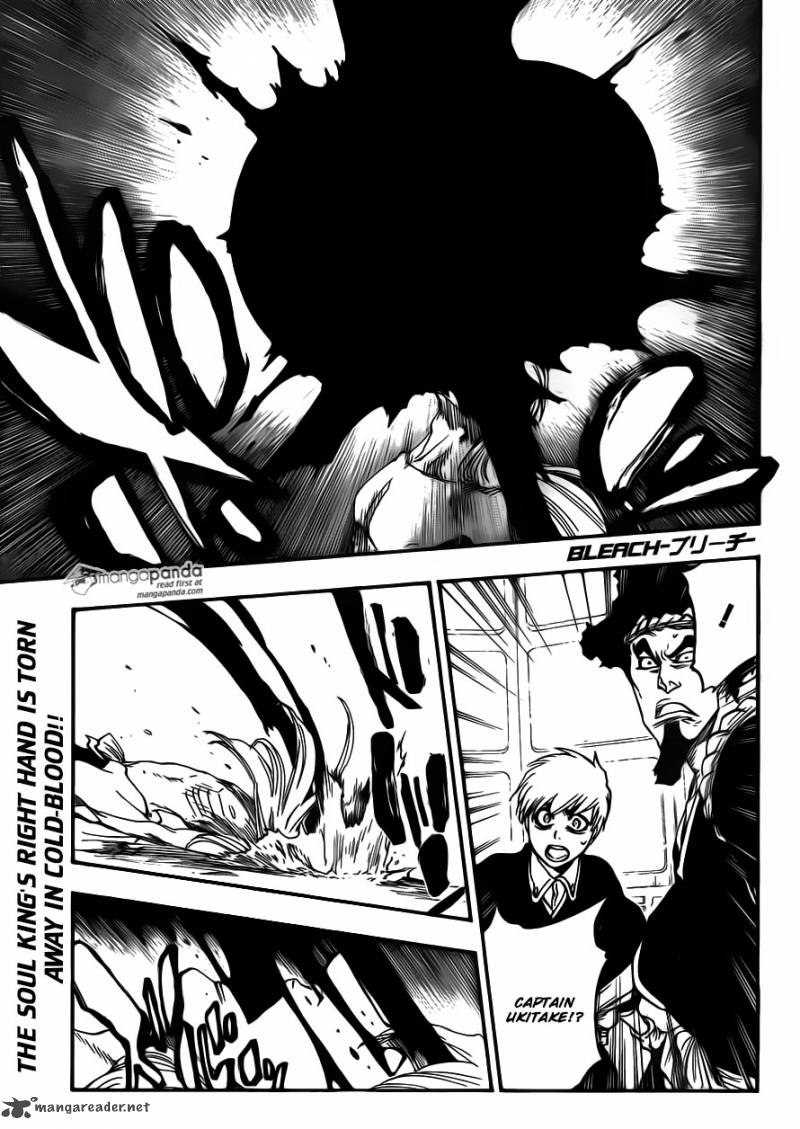 BLEACH-ブリーチ-
mangapanda
read first at
mangapanda.com
!
THE SOUL KING'S RIGHT HAND IS TORN
AWAY IN COLD-BLOOD!!
CAPTAIN
UKITAKE!?
mangareader.net